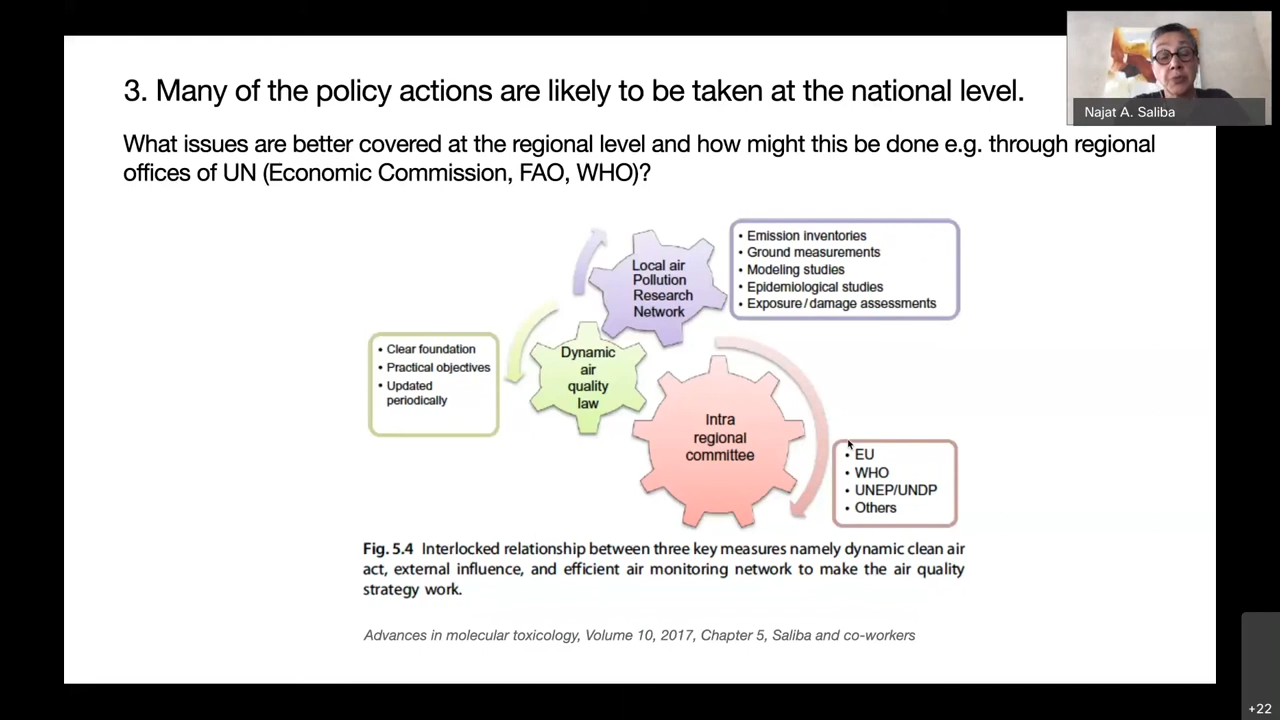 3. Many of the policy actions are likely to be taken at the national level.
What issues are better covered at the regional level and how might this be done e.g. through regional
offices of UN (Economic Commission, FAO, WHO)?
Najat A. Saliba
Local air
Pollution
Research
Network
• Emission inventories
• Ground measurements
• Modeling studies
• Epidemiological studies
• Exposure/damage assessments
• Clear foundation
• Practical objectives
• Updated
periodically
Dynamic
air
quality
law
Intra
regional
committee
• EU
• WHO
• UNEP/UNDP
• Others
Fig. 5.4 Interlocked relationship between three key measures namely dynamic clean air
act, external influence, and efficient air monitoring network to make the air quality
strategy work.
Advances in molecular toxicology, Volume 10, 2017, Chapter 5, Saliba and co-workers
+22